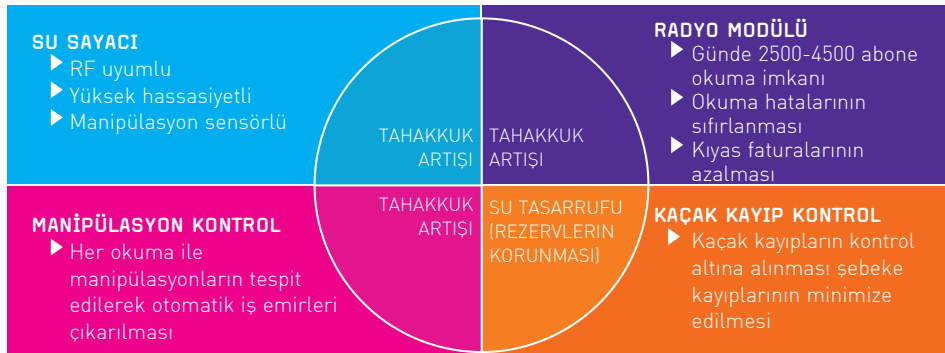 SU SAYACI
RF uyumlu
Yüksek hassasiyetli
Manipülasyon sensörlü
TAHAKKUK
ARTIŞI
TAHAKKUK
ARTIŞI
RADYO MODÜLÜ
Günde 2500-4500 abone
okuma imkanı
Okuma hatalarının
sıfırlanması
Kıyas faturalarının
azalması
MANİPÜLASYON KONTROL
Her okuma ile
manipülasyonların tespit
edilerek otomatik iş emirleri
çıkarılması
TAHAKKUK
ARTIŞI
SU TASARRUFU
(REZERVLERİN
KORUNMASI)
KAÇAK KAYIP KONTROL
Kaçak kayıpların kontrol
altına alınması şebeke
kayıplarının minimize
edilmesi